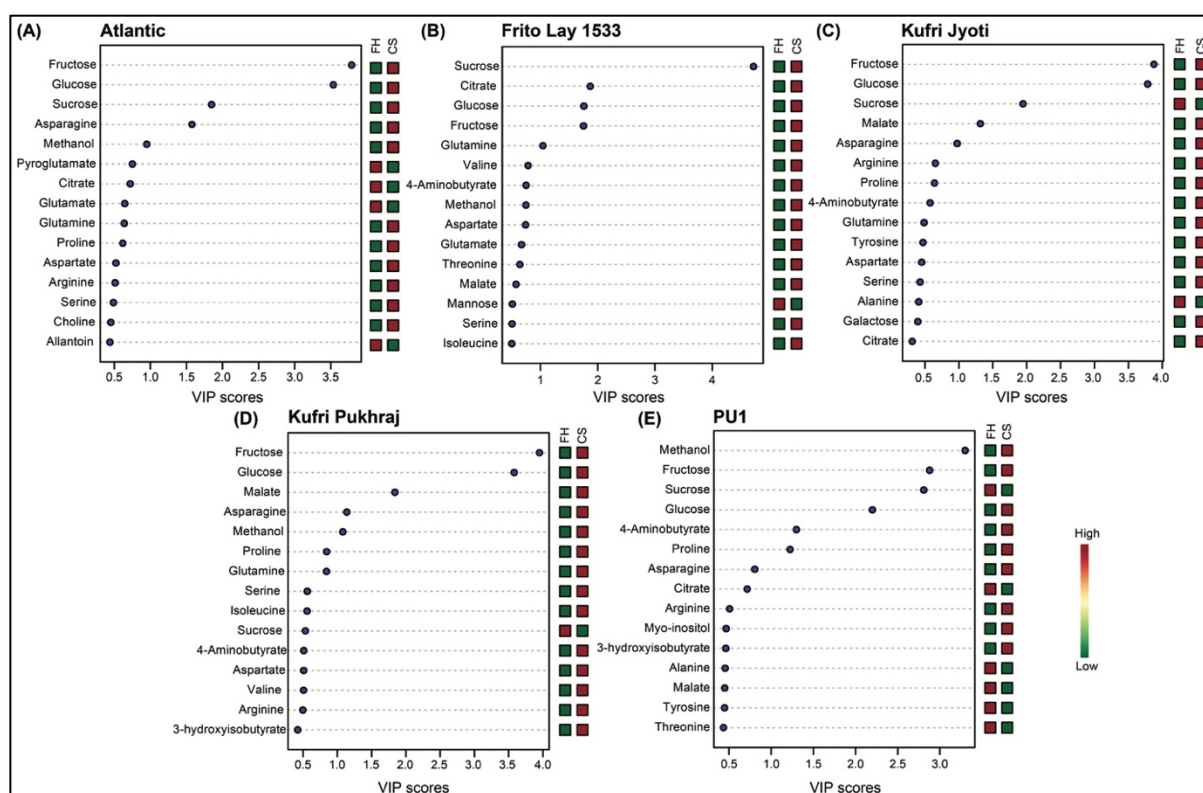 (A) Atlantic
FH CS
Fructose
Glucose
Sucrose
Asparagine
Methanol
Pyroglutamate
Citrate
Glutamate
Glutamine
Proline
Aspartate
Arginine
Serine
Choline
Allantoin
0.5 1.0 1.5 2.0 2.5 3.0 3.5
VIP scores
(B) Frito Lay 1533
FH CS
Sucrose
Citrate
Glucose
Fructose
Glutamine
Valine
4-Aminobutyrate
Methanol
Aspartate
Glutamate
Threonine
Malate
Mannose
Serine
Isoleucine
1 2 3 4
VIP scores
(C) Kufri Jyoti
FH CS
Fructose
Glucose
Sucrose
Malate
Asparagine
Arginine
Proline
4-Aminobutyrate
Glutamine
Tyrosine
Aspartate
Serine
Alanine
Galactose
Citrate
0.5 1.0 1.5 2.0 2.5 3.0 3.5 4.0
VIP scores
(D) Kufri Pukhraj
FH CS
Fructose
Glucose
Malate
Asparagine
Methanol
Proline
Glutamine
Serine
Isoleucine
Sucrose
4-Aminobutyrate
Aspartate
Valine
Arginine
3-hydroxyisobutyrate
0.5 1.0 1.5 2.0 2.5 3.0 3.5 4.0
VIP scores
(E) PU1
FH CS
Methanol
Fructose
Sucrose
Glucose
4-Aminobutyrate
Proline
Asparagine
Citrate
Arginine
Myo-inositol
3-hydroxyisobutyrate
Alanine
Malate
Tyrosine
Threonine
0.5 1.0 1.5 2.0 2.5 3.0
VIP scores
High
Low